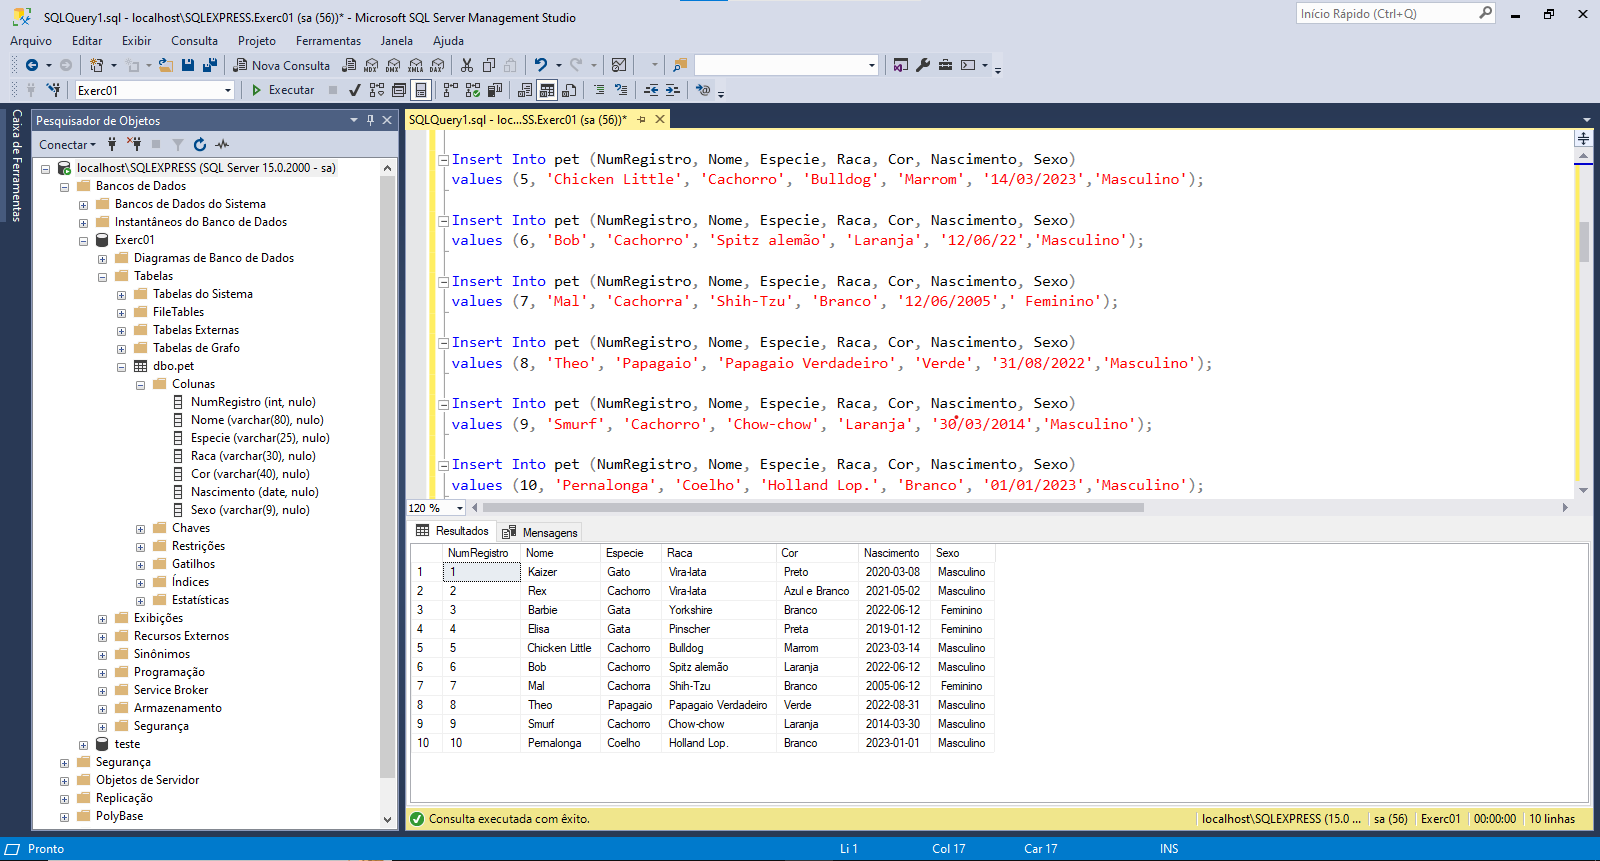 SQLQuery1.sql - localhost\SQLEXPRESS.Exerc01 (sa (56))* - Microsoft SQL Server Management Studio
Início Rápido (Ctrl+Q)
Arquivo Editar Exibir Consulta Projeto Ferramentas Janela Ajuda
Nova Consulta MDX DMX XMLA DAX
Exerc01 Executar
Caixa de Ferramentas
Pesquisador de Objetos
Conectar
localhost\SQLEXPRESS (SQL Server 15.0.2000 - sa)
Bancos de Dados
Bancos de Dados do Sistema
Instantâneos do Banco de Dados
Exerc01
Diagramas de Banco de Dados
Tabelas
Tabelas do Sistema
FileTables
Tabelas Externas
Tabelas de Grafo
dbo.pet
Colunas
NumRegistro (int, nulo)
Nome (varchar(80), nulo)
Especie (varchar(25), nulo)
Raca (varchar(30), nulo)
Cor (varchar(40), nulo)
Nascimento (date, nulo)
Sexo (varchar(9), nulo)
Chaves
Restrições
Gatilhos
Índices
Estatísticas
Exibições
Recursos Externos
Sinônimos
Programação
Service Broker
Armazenamento
Segurança
teste
Segurança
Objetos de Servidor
Replicação
PolyBase
SQLQuery1.sql - loc...SS.Exerc01 (sa (56))*
Insert Into pet (NumRegistro, Nome, Especie, Raca, Cor, Nascimento, Sexo)
values (5, 'Chicken Little', 'Cachorro', 'Bulldog', 'Marrom', '14/03/2023','Masculino');
Insert Into pet (NumRegistro, Nome, Especie, Raca, Cor, Nascimento, Sexo)
values (6, 'Bob', 'Cachorro', 'Spitz alemão', 'Laranja', '12/06/22','Masculino');
Insert Into pet (NumRegistro, Nome, Especie, Raca, Cor, Nascimento, Sexo)
values (7, 'Mal', 'Cachorra', 'Shih-Tzu', 'Branco', '12/06/2005',' Feminino');
Insert Into pet (NumRegistro, Nome, Especie, Raca, Cor, Nascimento, Sexo)
values (8, 'Theo', 'Papagaio', 'Papagaio Verdadeiro', 'Verde', '31/08/2022','Masculino');
Insert Into pet (NumRegistro, Nome, Especie, Raca, Cor, Nascimento, Sexo)
values (9, 'Smurf', 'Cachorro', 'Chow-chow', 'Laranja', '30/03/2014','Masculino');
Insert Into pet (NumRegistro, Nome, Especie, Raca, Cor, Nascimento, Sexo)
values (10, 'Pernalonga', 'Coelho', 'Holland Lop.', 'Branco', '01/01/2023','Masculino');
120 %
Resultados Mensagens
NumRegistro Nome Especie Raca Cor Nascimento Sexo
1 1 Kaizer Gato Vira-lata Preto 2020-03-08 Masculino
2 2 Rex Cachorro Vira-lata Azul e Branco 2021-05-02 Masculino
3 3 Barbie Gata Yorkshire Branco 2022-06-12 Feminino
4 4 Elisa Gata Pinscher Preta 2019-01-12 Feminino
5 5 Chicken Little Cachorro Bulldog Marrom 2023-03-14 Masculino
6 6 Bob Cachorro Spitz alemão Laranja 2022-06-12 Masculino
7 7 Mal Cachorra Shih-Tzu Branco 2005-06-12 Feminino
8 8 Theo Papagaio Papagaio Verdadeiro Verde 2022-08-31 Masculino
9 9 Smurf Cachorro Chow-chow Laranja 2014-03-30 Masculino
10 10 Pernalonga Coelho Holland Lop. Branco 2023-01-01 Masculino
Consulta executada com êxito.
localhost\SQLEXPRESS (15.0 ... sa (56) Exerc01 00:00:00 10 linhas
Pronto Li 1 Col 17 Car 17 INS